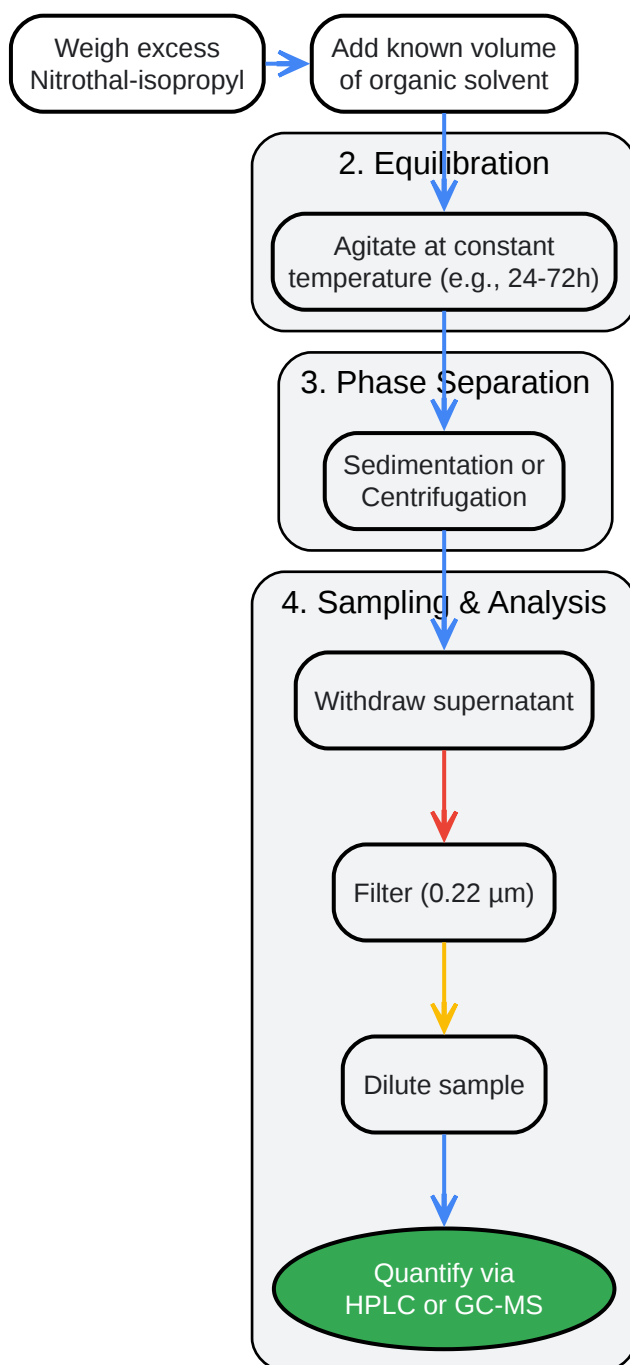 Weigh excess
Nitrothal-isopropyl
Add known volume
of organic solvent
2. Equilibration
Agitate at constant
temperature (e.g., 24-72h)
3. Phase Separation
Sedimentation or
Centrifugation
4. Sampling & Analysis
Withdraw supernatant
Filter (0.22 µm)
Dilute sample
Quantify via
HPLC or GC-MS